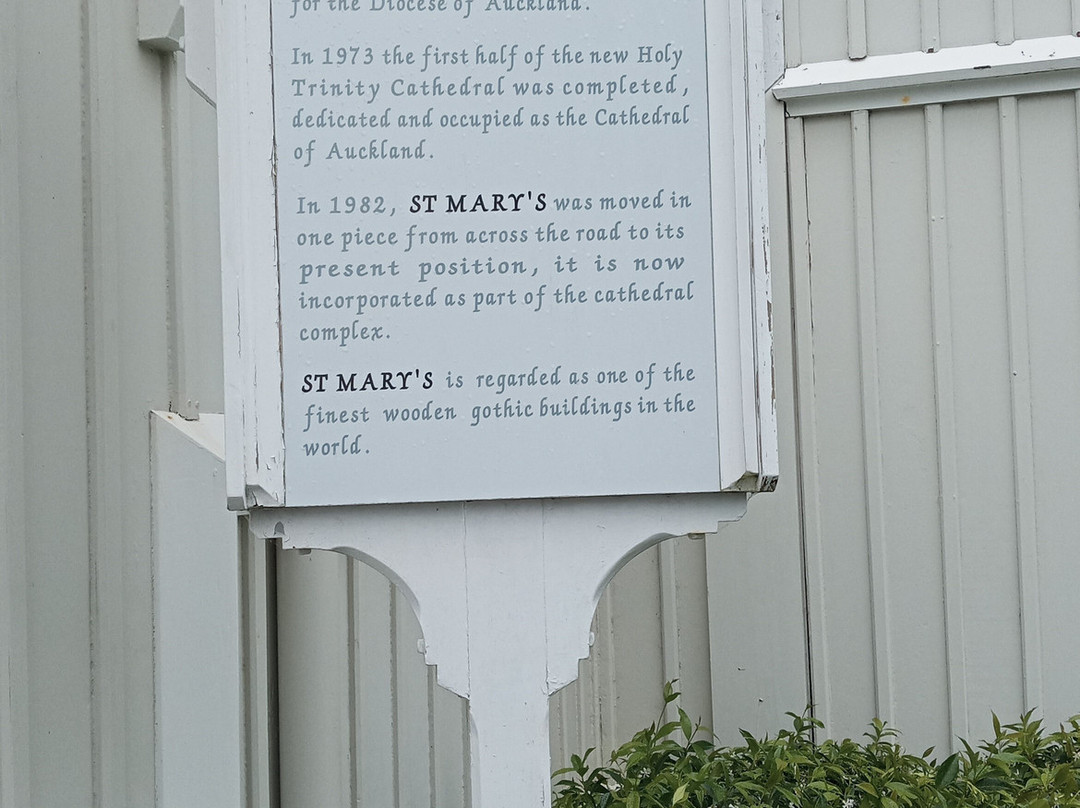 for the Diocese of Auckland.
In 1973 the first half of the new Holy
Trinity Cathedral was completed,
dedicated and occupied as the Cathedral
of Auckland.
In 1982, ST MARY'S was moved in
one piece from across the road to its
present position, it is now
incorporated as part of the cathedral
complex.
ST MARY'S is regarded as one of the
finest wooden gothic buildings in the
world.